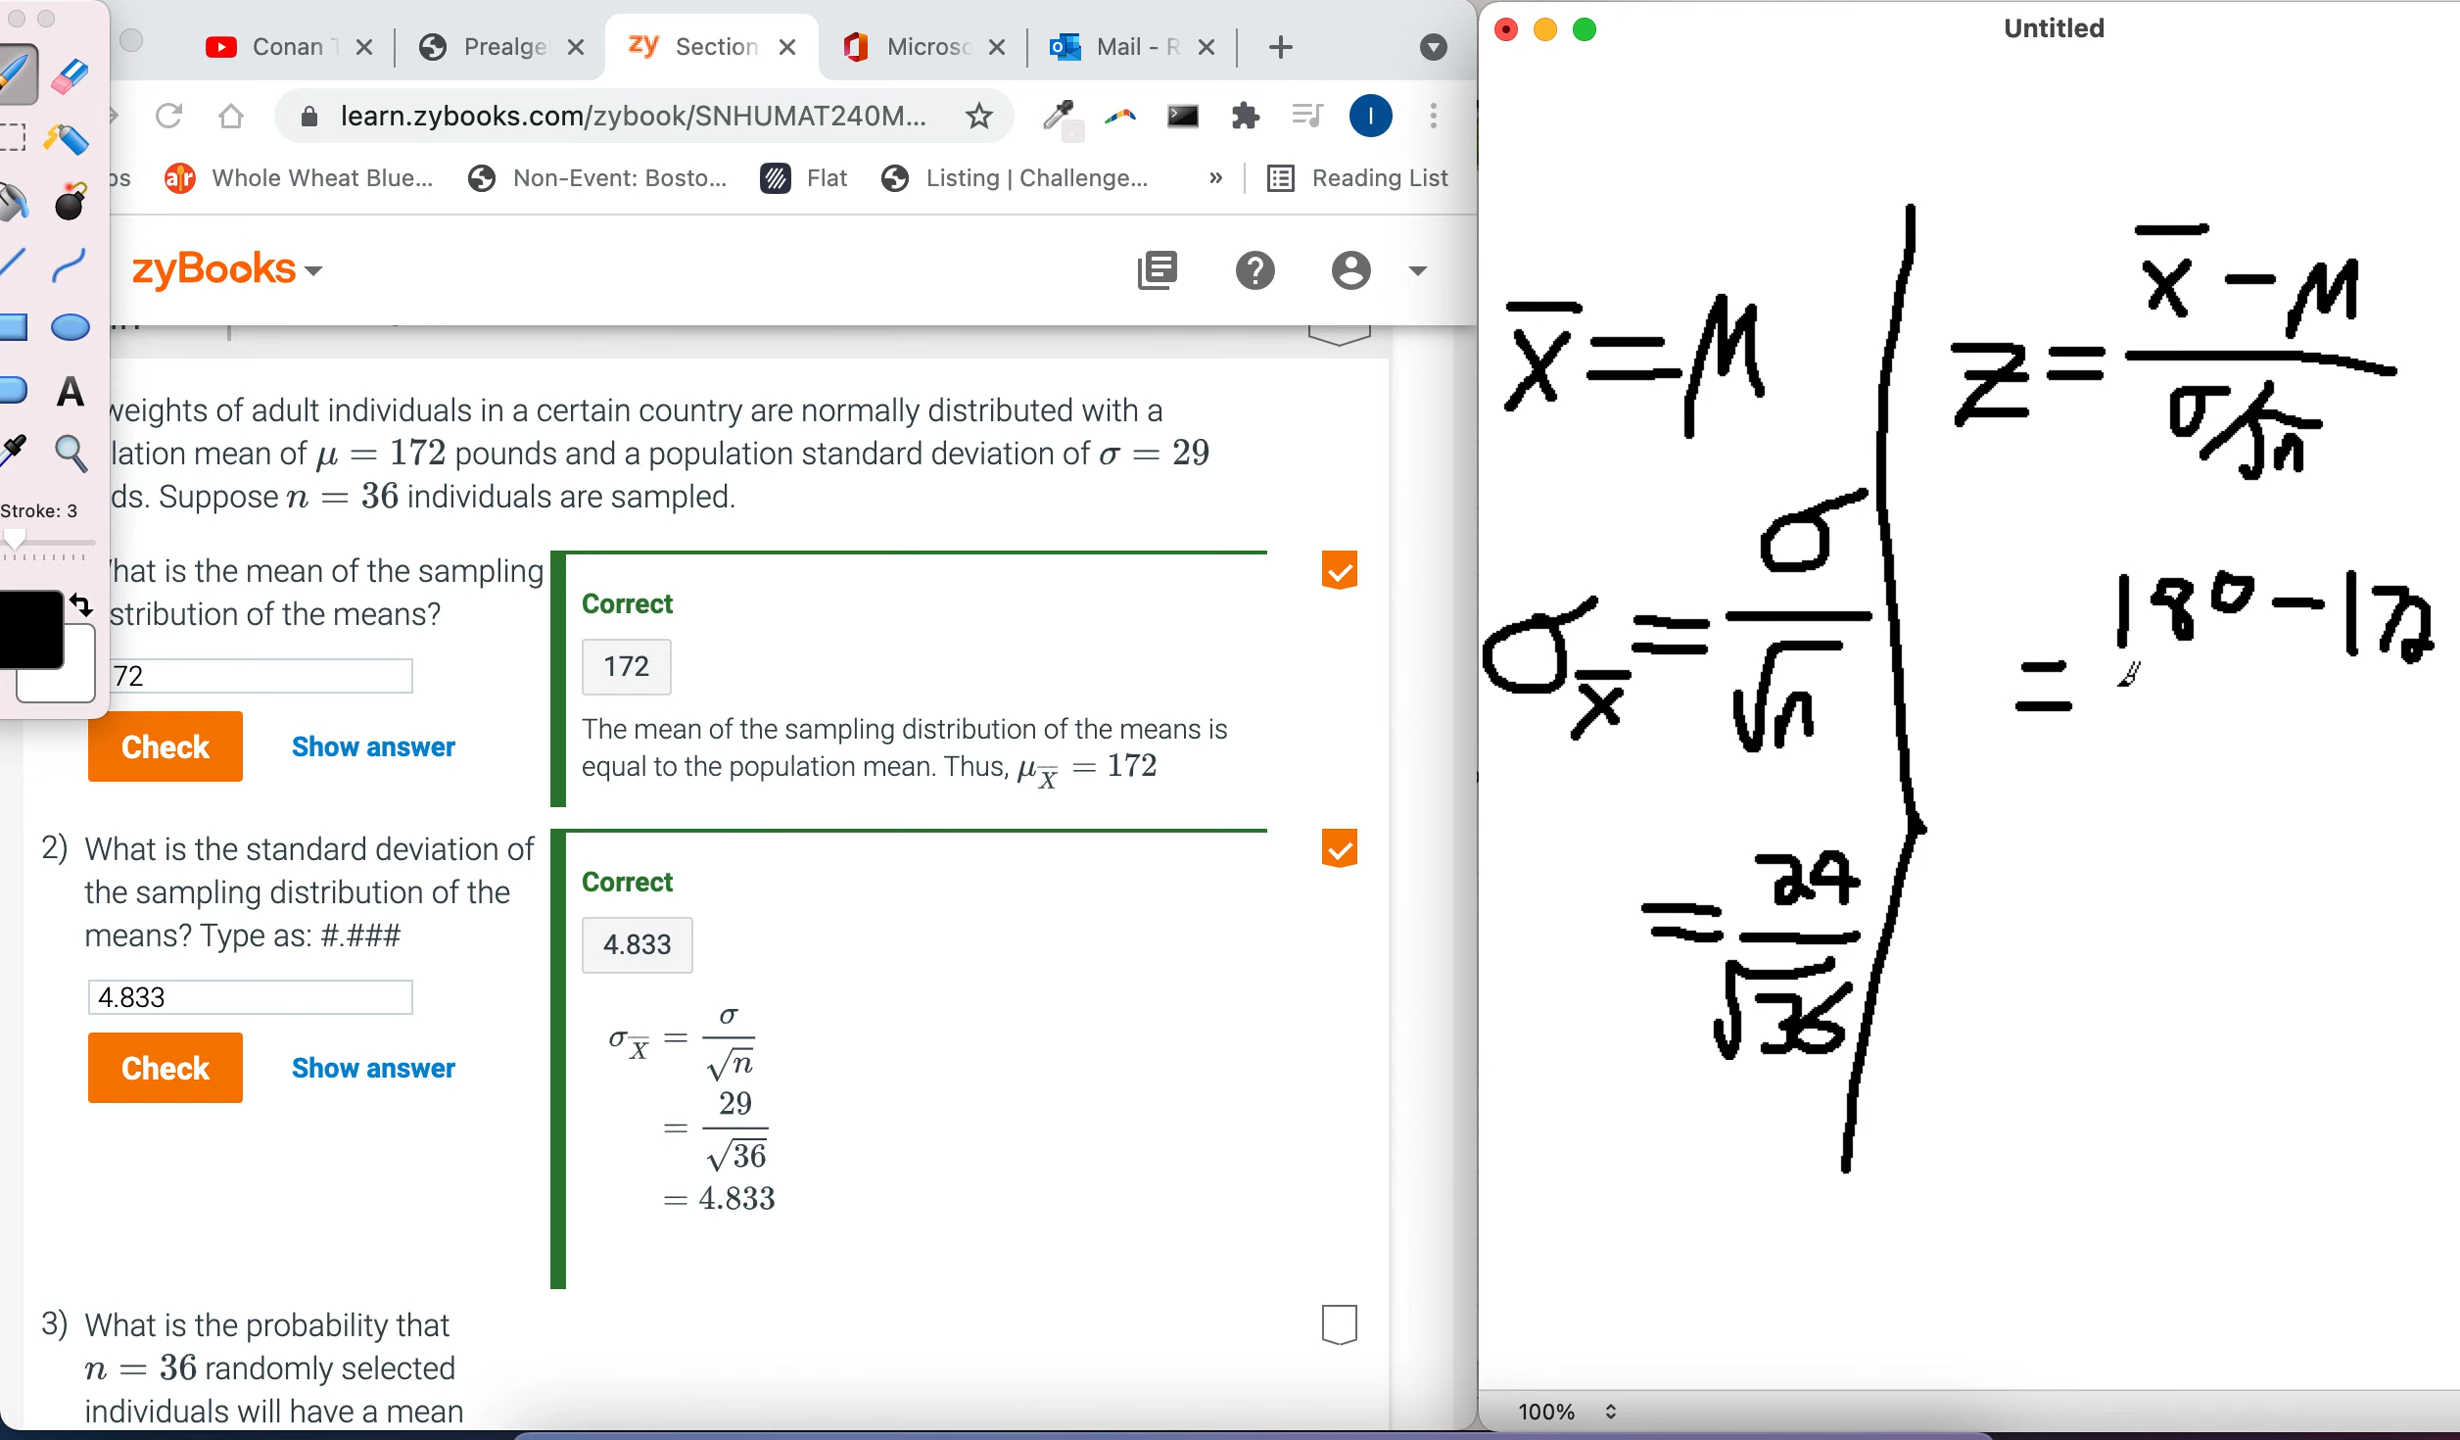 Conan
Prealge
zy Section
Microsc
Mail - R
Untitled
learn.zybooks.com/zybook/SNHUMAT240M...
I
os
air Whole Wheat Blue...
Non-Event: Bosto...
Flat
Listing | Challenge...
»
Reading List
zyBooks
weights of adult individuals in a certain country are normally distributed with a
lation mean of μ = 172 pounds and a population standard deviation of σ = 29
ds. Suppose n = 36 individuals are sampled.
A
Stroke: 3
hat is the mean of the sampling
stribution of the means?
72
Check
Show answer
Correct
172
The mean of the sampling distribution of the means is
equal to the population mean. Thus, μX̅ = 172
2) What is the standard deviation of
the sampling distribution of the
means? Type as: #.###
4.833
Check
Show answer
Correct
4.833
σX̅ = σ/√n
= 29/√36
= 4.833
3) What is the probability that
n = 36 randomly selected
individuals will have a mean
x̅ = M
σx̅ = σ/√n
= 29/√36
z = x̅ - M / σ/√n
= 180 - 172
100%